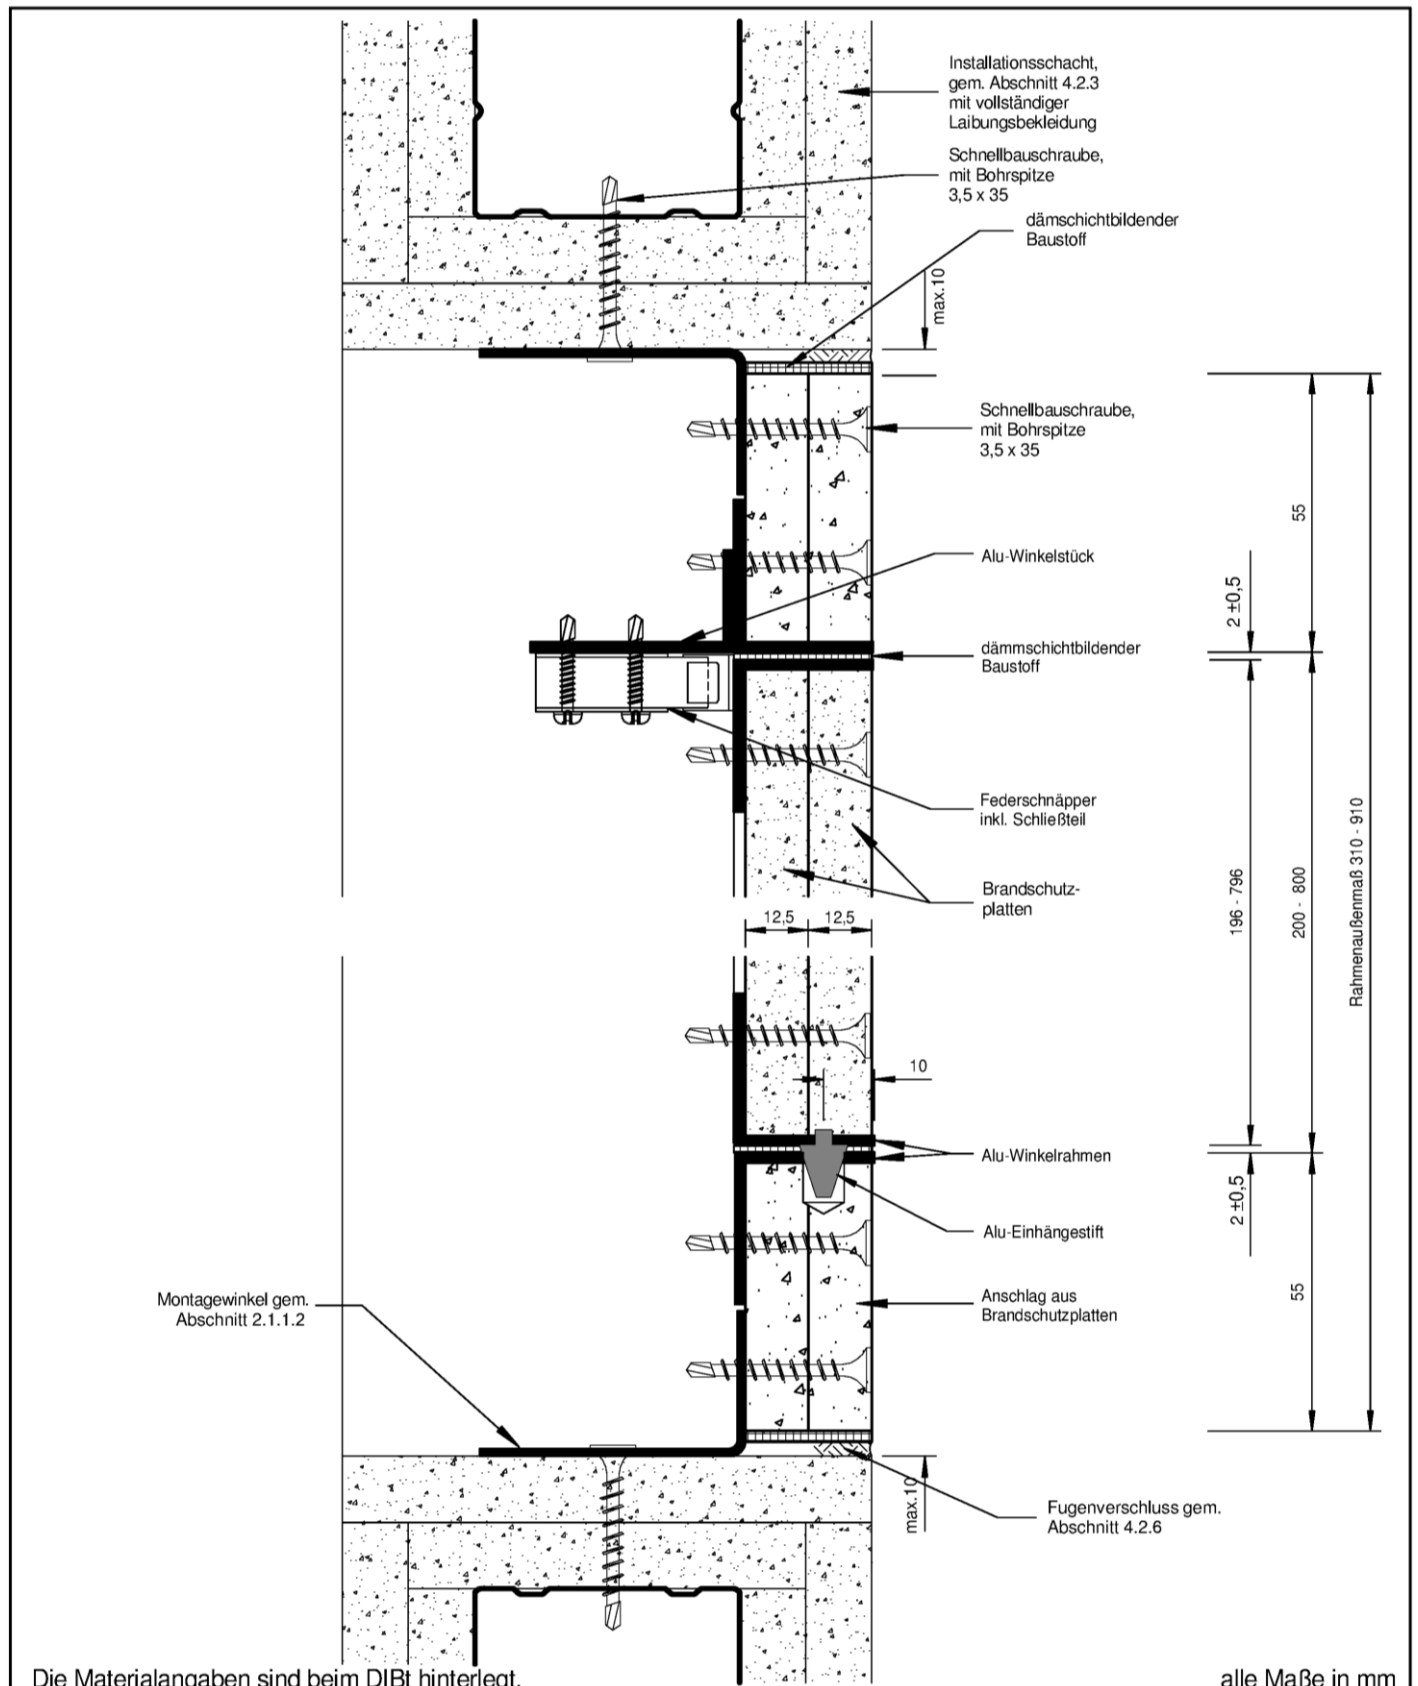 Installationsschacht,
gem. Abschnitt 4.2.3
mit vollständiger
Laibungsbekleidung
Schnellbauschraube,
mit Bohrspitze
3,5 x 35
dämschichtbildender
Baustoff
max.10
Schnellbauschraube,
mit Bohrspitze
3,5 x 35
55
Alu-Winkelstück
2 ±0,5
dämmschichtbildender
Baustoff
Federschnäpper
inkl. Schließteil
Brandschutz-
platten
196 - 796
200 - 800
Rahmenaußenmaß 310 - 910
12,5
12,5
10
Alu-Winkelrahmen
2 ±0,5
Alu-Einhängestift
Anschlag aus
Brandschutzplatten
55
Montagewinkel gem.
Abschnitt 2.1.1.2
max.10
Fugenverschluss gem.
Abschnitt 4.2.6
Die Materialangaben sind beim DIBt hinterlegt.
alle Maße in mm